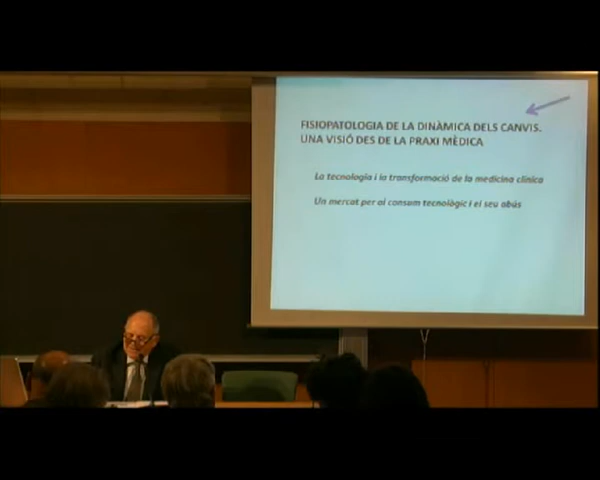 FISIOPATOLOGIA DE LA DINÀMICA DELS CANVIS.
UNA VISIÓ DES DE LA PRAXI MÈDICA
La tecnologia i la transformació de la medicina clínica
Un mercat per al consum tecnològic i el seu abús